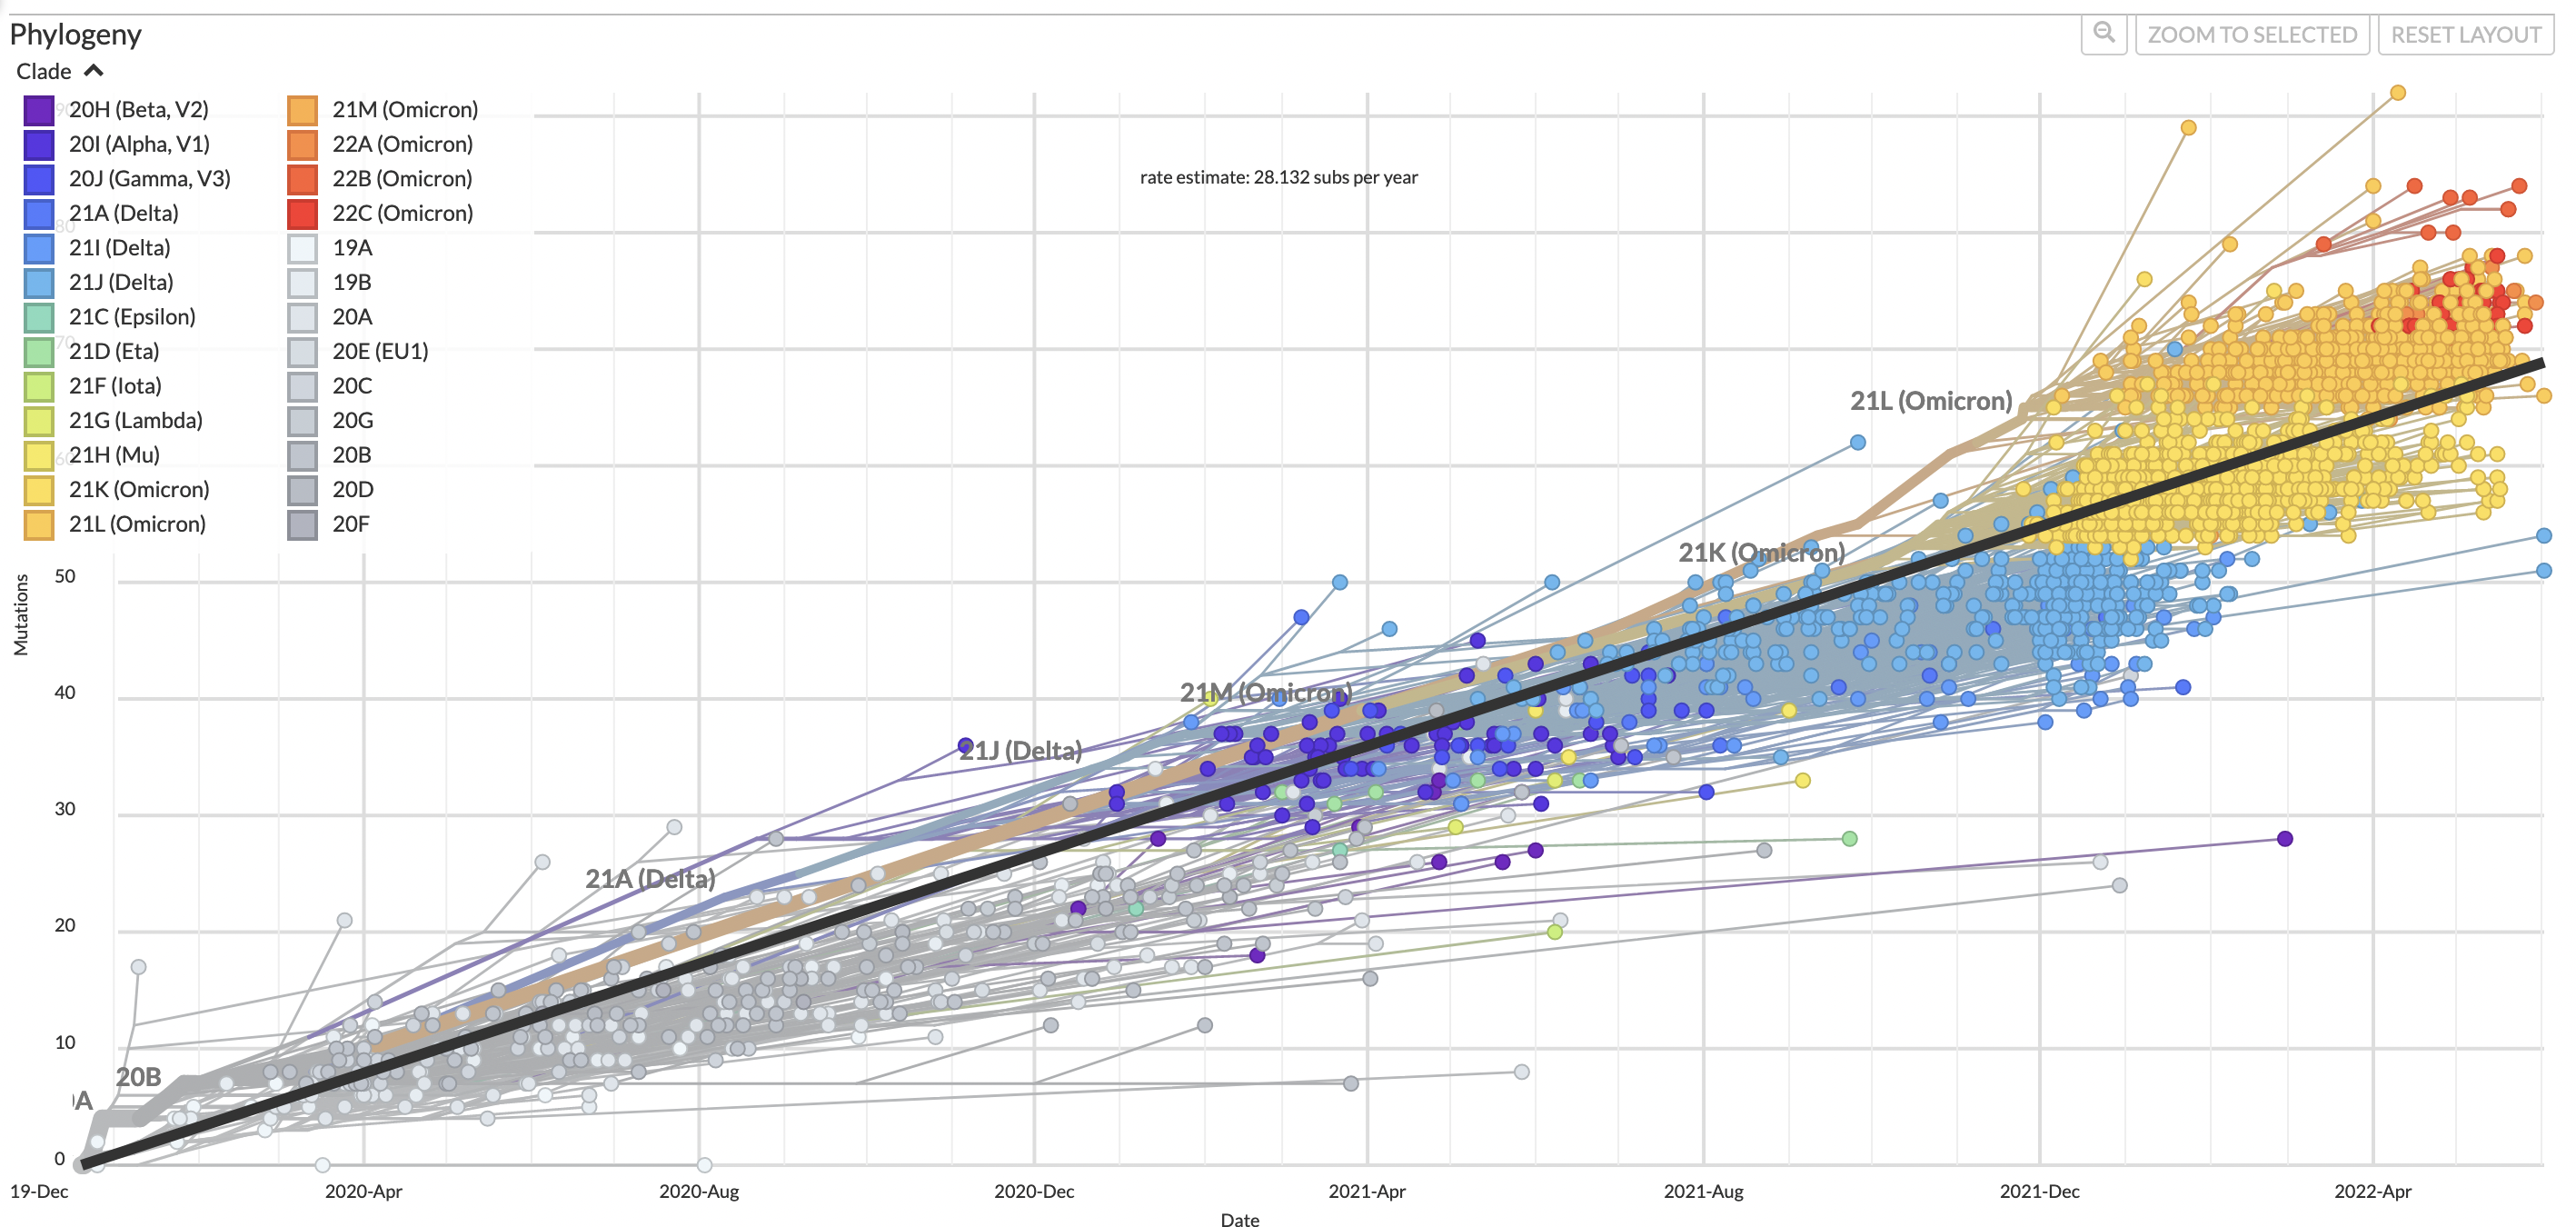 Phylogeny
ZOOM TO SELECTED
RESET LAYOUT
Clade
20H (Beta, V2)
20I (Alpha, V1)
20J (Gamma, V3)
21A (Delta)
21I (Delta)
21J (Delta)
21C (Epsilon)
21D (Eta)
21F (Iota)
21G (Lambda)
21H (Mu)
21K (Omicron)
21L (Omicron)
21M (Omicron)
22A (Omicron)
22B (Omicron)
22C (Omicron)
19A
19B
20A
20E (EU1)
20C
20G
20B
20D
20F
rate estimate: 28.132 subs per year
90
80
70
60
50
40
30
20
10
0
Mutations
21L (Omicron)
21K (Omicron)
21M (Omicron)
21J (Delta)
21A (Delta)
20B
A
19-Dec
2020-Apr
2020-Aug
2020-Dec
2021-Apr
2021-Aug
2021-Dec
2022-Apr
Date